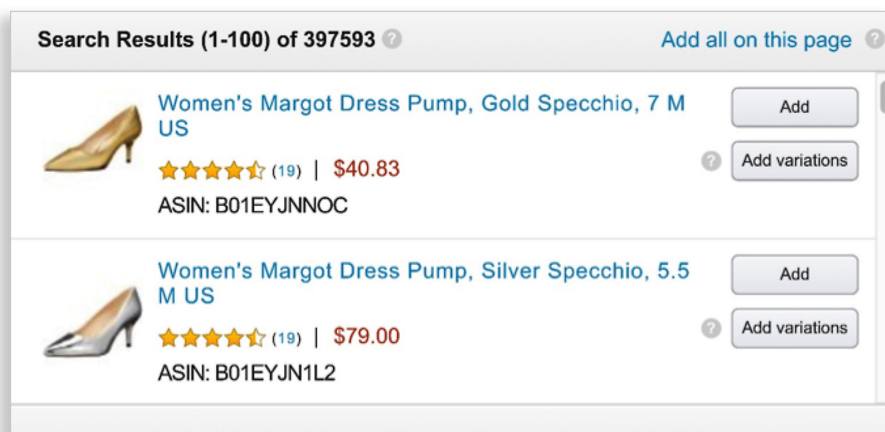 Search Results (1-100) of 397593 ?
Add all on this page ?
Women's Margot Dress Pump, Gold Specchio, 7 M
US
(19) | $40.83
ASIN: B01EYJNNOC
Add
? Add variations
Women's Margot Dress Pump, Silver Specchio, 5.5
M US
(19) | $79.00
ASIN: B01EYJN1L2
Add
? Add variations